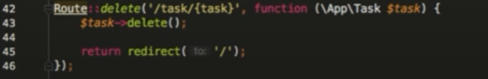 42 Route::delete('/task/{task}', function (\App\Task $task) {
43 $task->delete();
44
45 return redirect( to: '/');
46 });